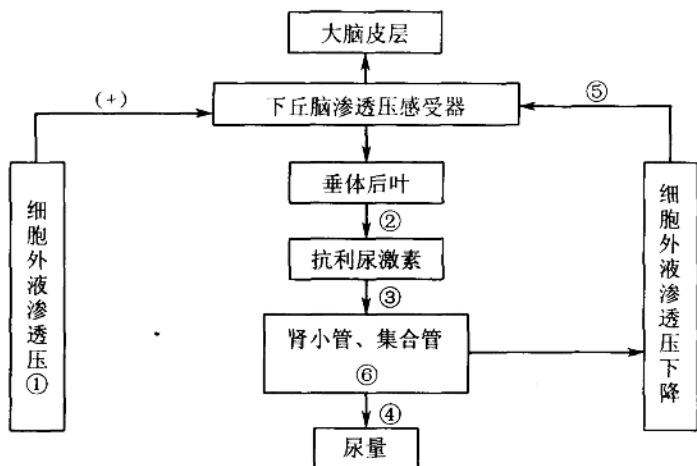 大脑皮层
(+)
下丘脑渗透压感受器
⑤
细胞外液渗透压①
垂体后叶
②
抗利尿激素
③
肾小管、集合管
⑥
细胞外液渗透压下降
④
尿量